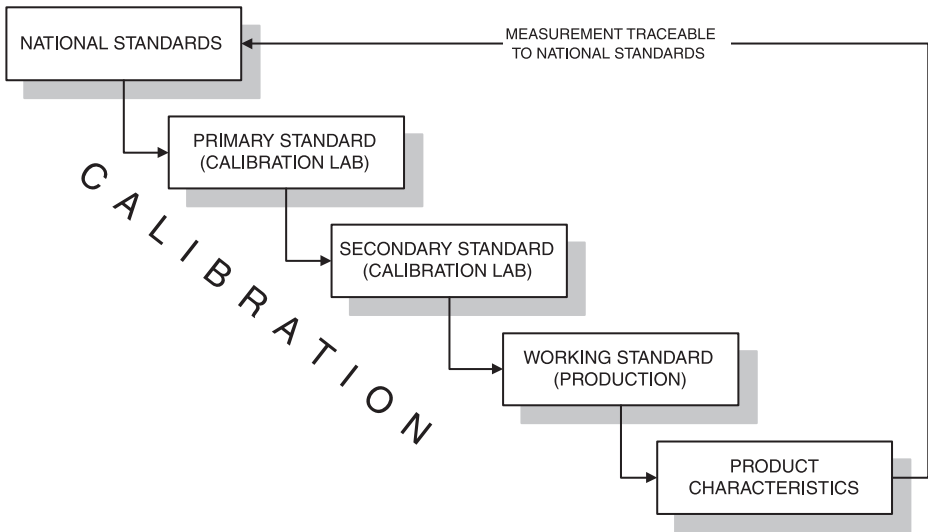 NATIONAL STANDARDS
MEASUREMENT TRACEABLE
TO NATIONAL STANDARDS
PRIMARY STANDARD
(CALIBRATION LAB)
CALIBRATION
SECONDARY STANDARD
(CALIBRATION LAB)
WORKING STANDARD
(PRODUCTION)
PRODUCT
CHARACTERISTICS